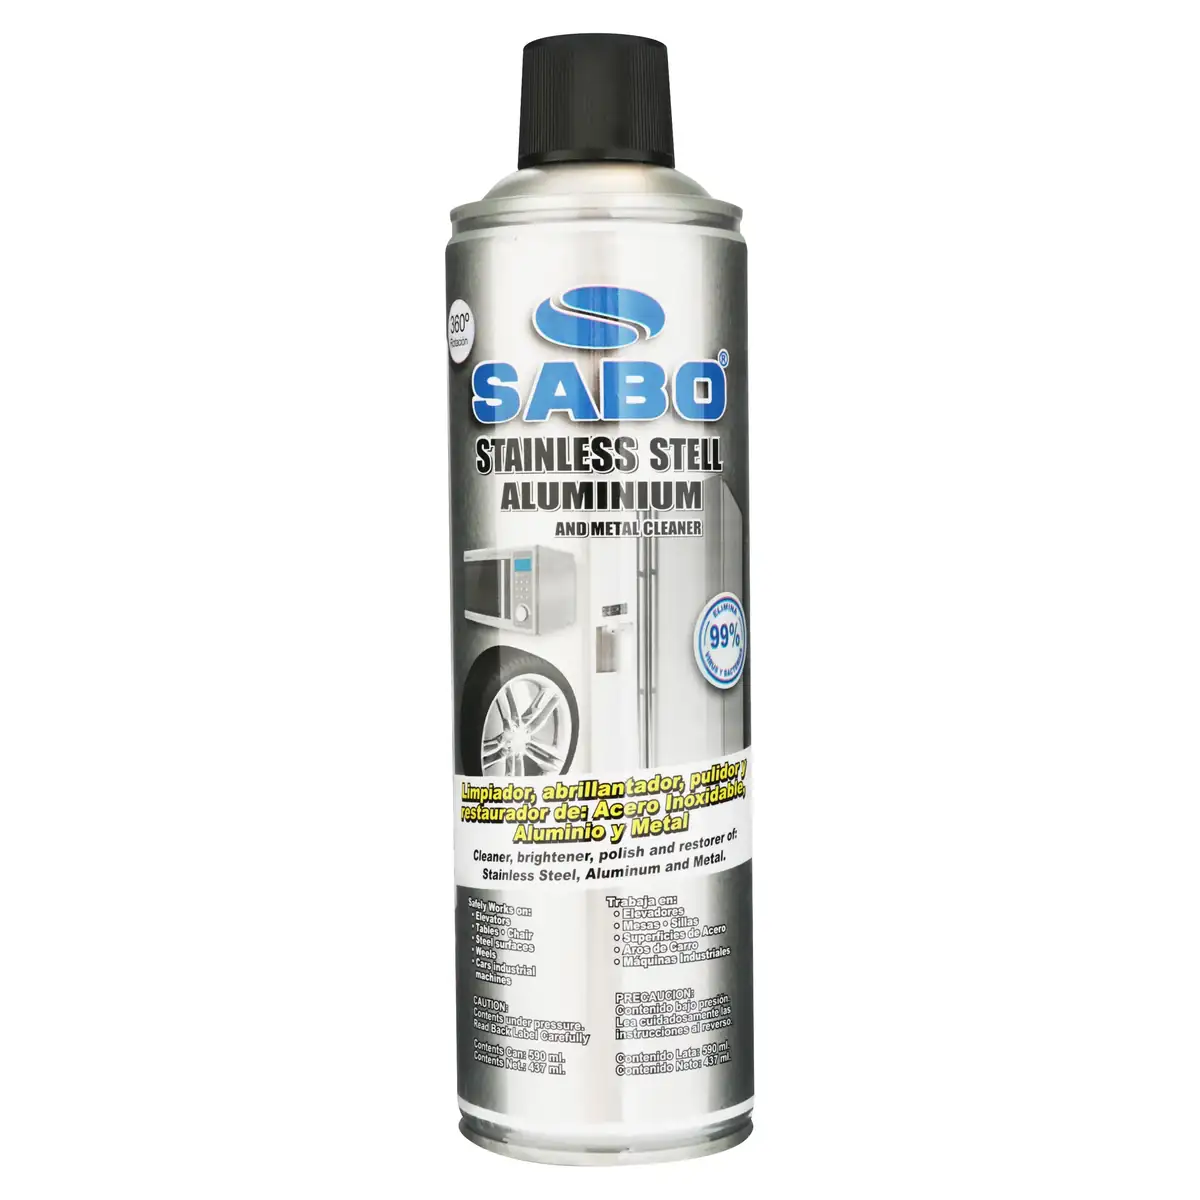 360º
Rotación
SABO®
STAINLESS STELL
ALUMINIUM
AND METAL CLEANER
ELIMINA
99%
VIRUS Y BACTERIAS
Limpiador, abrillantador, pulidor y
restaurador de: Acero Inoxidable,
Aluminio y Metal
Cleaner, brightener, polish and restorer of:
Stainless Steel, Aluminum and Metal.
Safely Works on:
• Elevators
• Tables • Chair
• Steel surfaces
• Weels
• Cars industrial
machines
CAUTION:
Contents under pressure.
Read Back Label Carefully
Contents Can: 590 ml.
Contents Net.: 437 ml.
Trabaja en:
• Elevadores
• Mesas • Sillas
• Superficies de Acero
• Aros de Carro
• Máquinas Industriales
PRECAUCION:
Contenido bajo presión.
Lea cuidadosamente las
instrucciones al reverso.
Contenido Lata: 590 ml.
Contenido Neto: 437 ml.